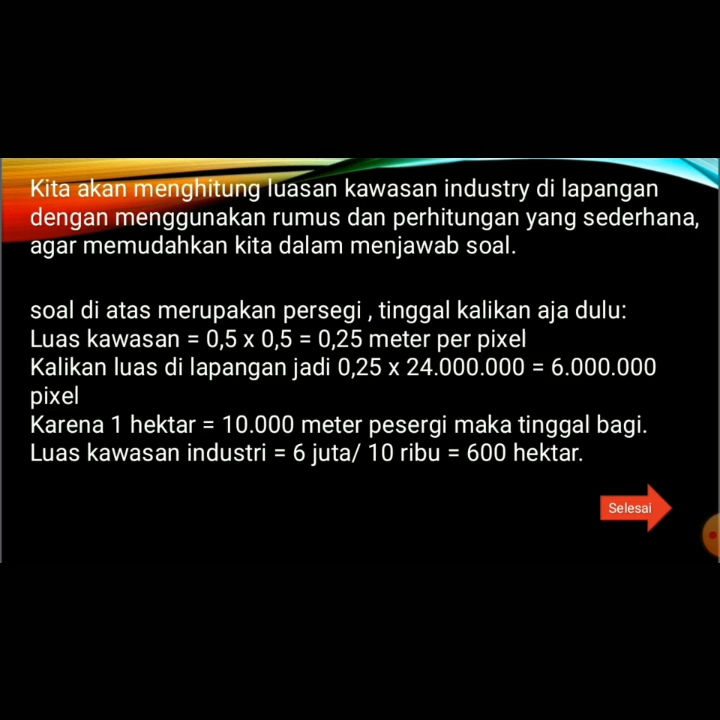 Kita akan menghitung luasan kawasan industry di lapangan
dengan menggunakan rumus dan perhitungan yang sederhana,
agar memudahkan kita dalam menjawab soal.
soal di atas merupakan persegi , tinggal kalikan aja dulu:
Luas kawasan = 0,5 x 0,5 = 0,25 meter per pixel
Kalikan luas di lapangan jadi 0,25 x 24.000.000 = 6.000.000
pixel
Karena 1 hektar = 10.000 meter pesergi maka tinggal bagi.
Luas kawasan industri = 6 juta/ 10 ribu = 600 hektar.
Selesai